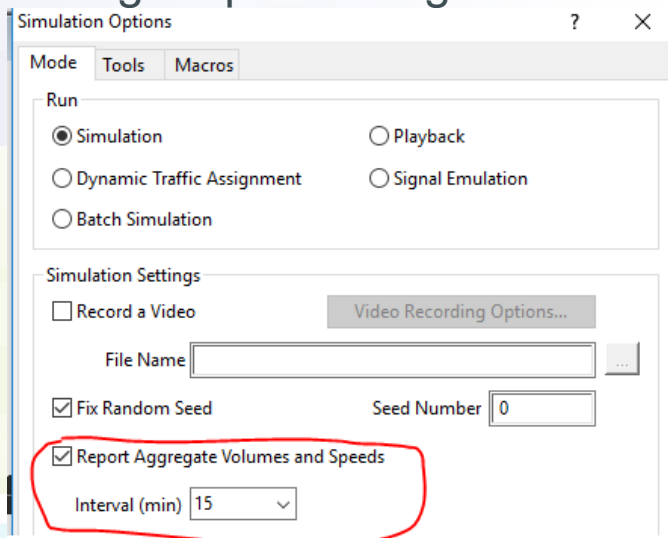 Simulation Options ? X
Mode Tools Macros
Run
Simulation Playback
Dynamic Traffic Assignment Signal Emulation
Batch Simulation
Simulation Settings
Record a Video Video Recording Options...
File Name ...
Fix Random Seed Seed Number 0
Report Aggregate Volumes and Speeds
Interval (min) 15